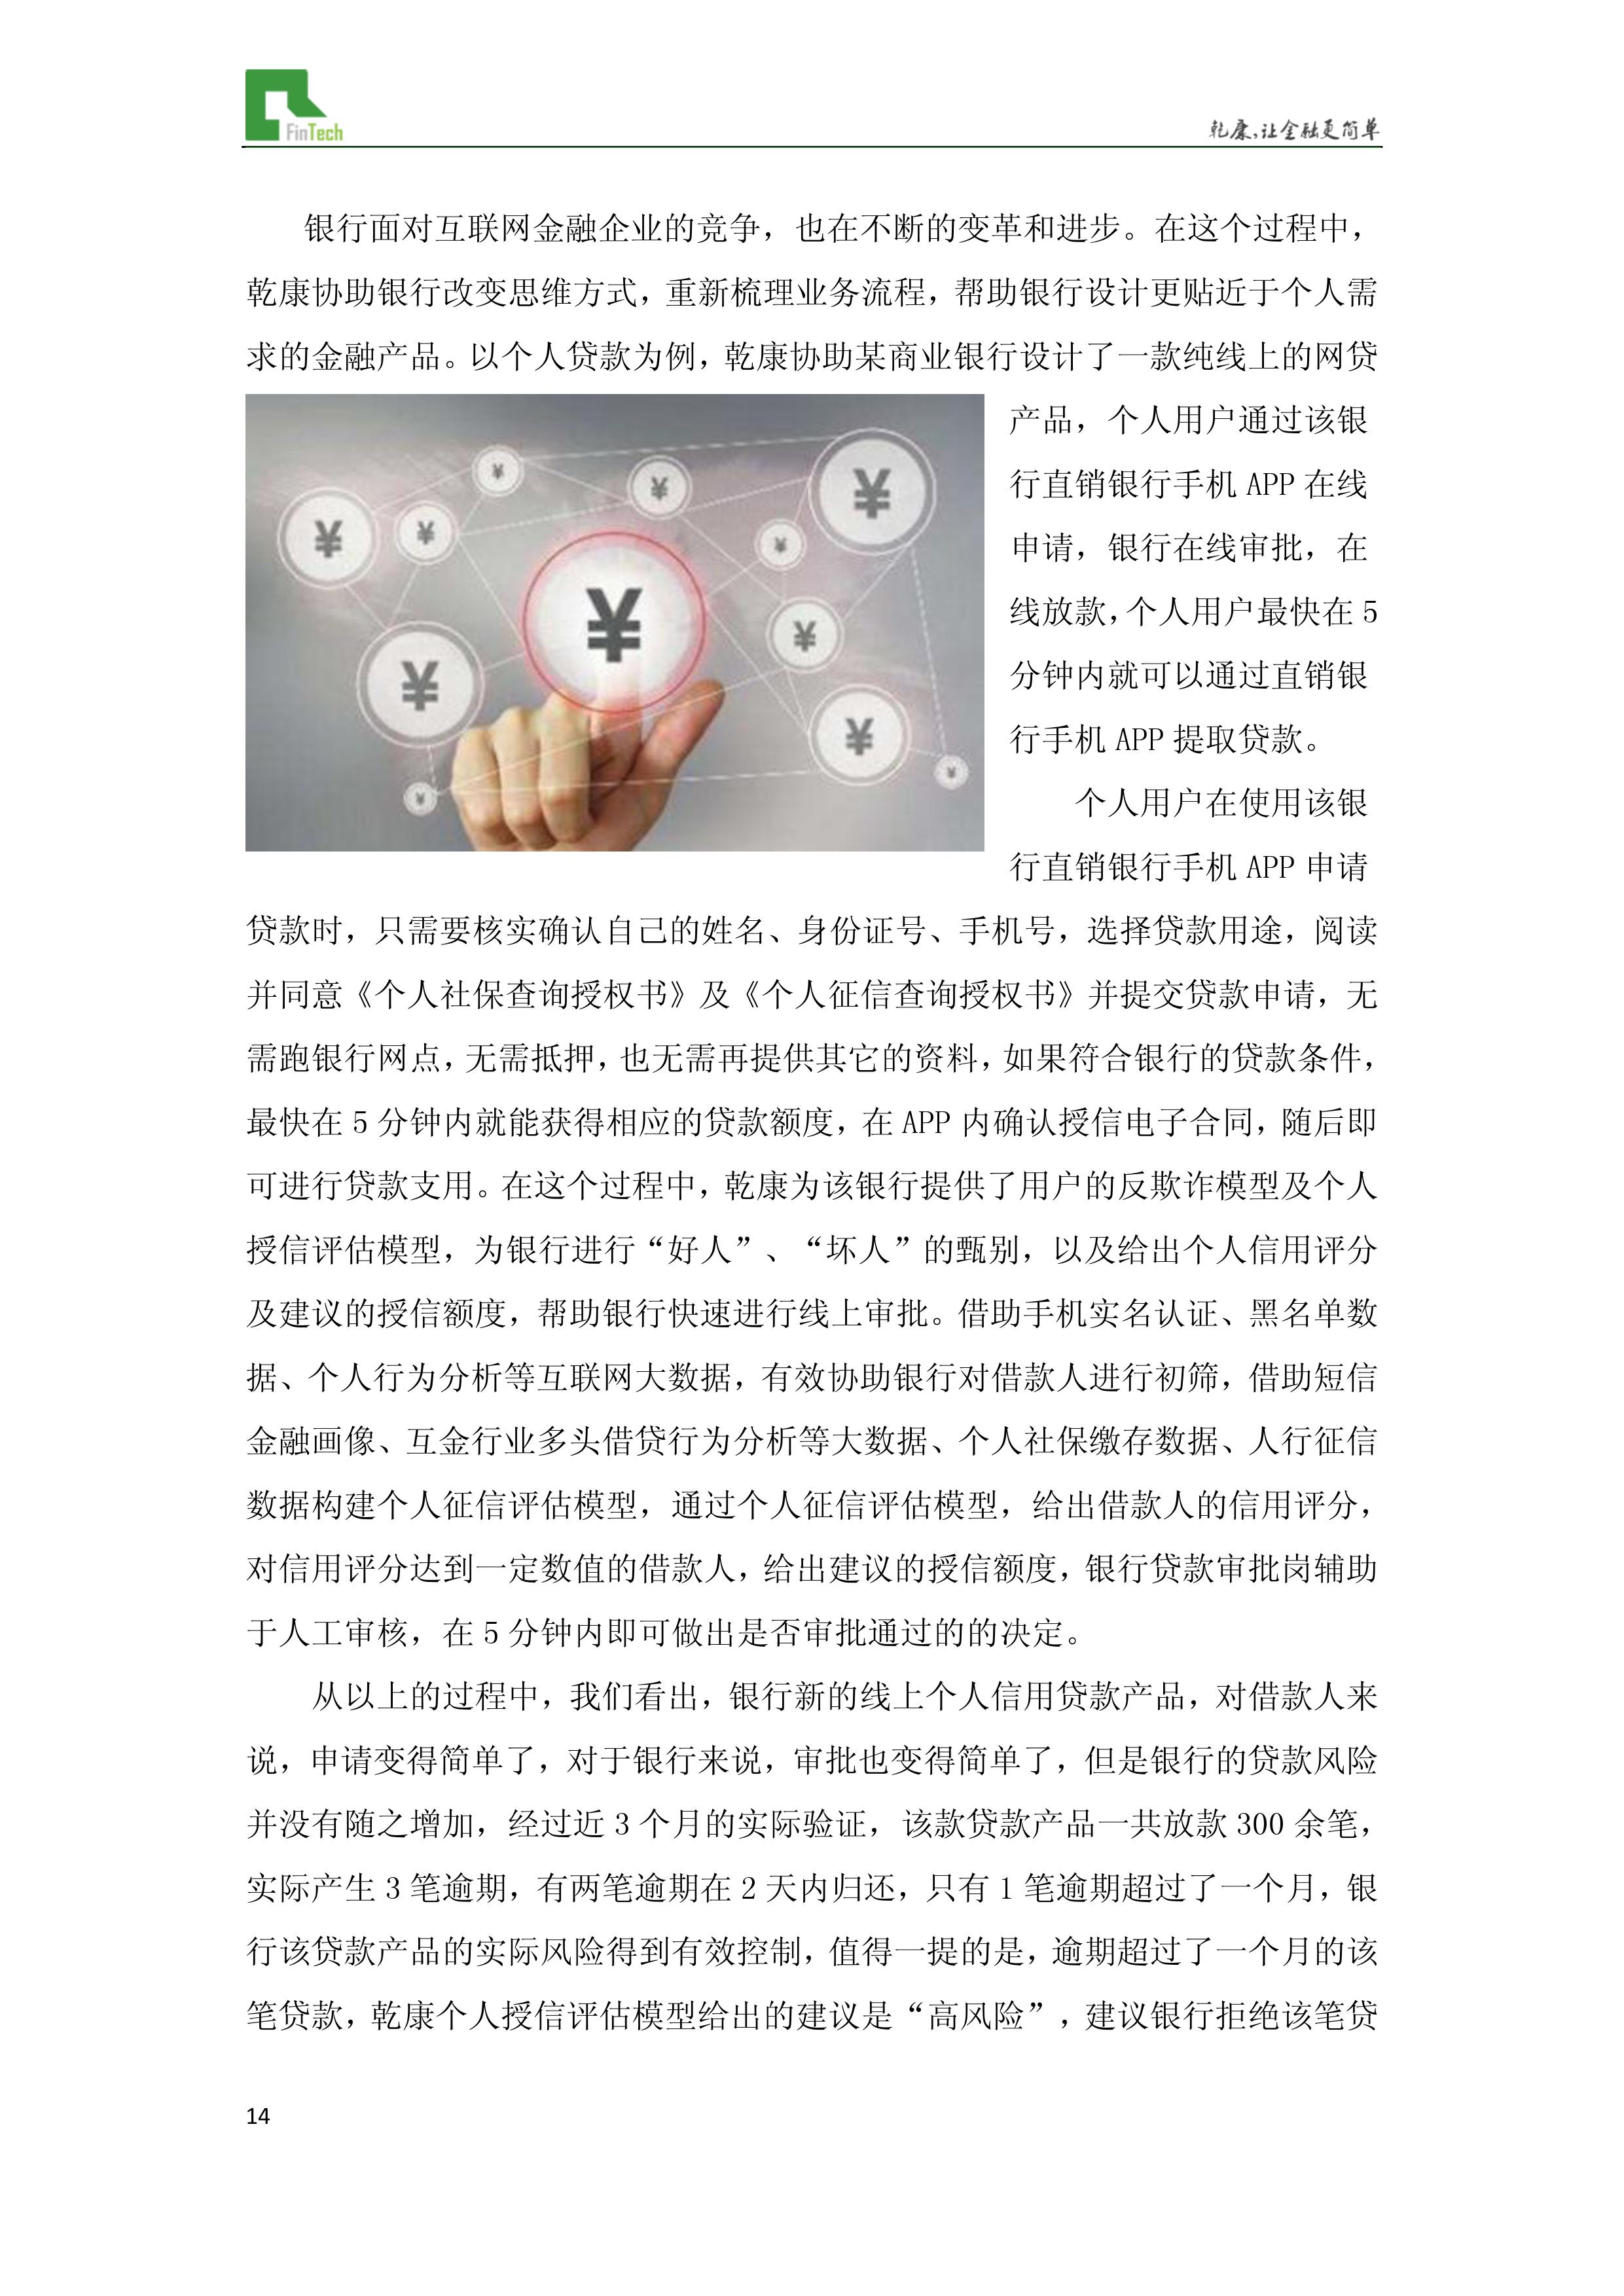 FinTech
乾康,让金融更简单
银行面对互联网金融企业的竞争，也在不断的变革和进步。在这个过程中，
乾康协助银行改变思维方式，重新梳理业务流程，帮助银行设计更贴近于个人需
求的金融产品。以个人贷款为例，乾康协助某商业银行设计了一款纯线上的网贷
产品，个人用户通过该银
行直销银行手机 APP 在线
申请，银行在线审批，在
线放款，个人用户最快在 5
分钟内就可以通过直销银
行手机 APP 提取贷款。
¥
¥
¥
¥
¥
¥
¥
¥
¥
¥
¥
¥
个人用户在使用该银
行直销银行手机 APP 申请
贷款时，只需要核实确认自己的姓名、身份证号、手机号，选择贷款用途，阅读
并同意《个人社保查询授权书》及《个人征信查询授权书》并提交贷款申请，无
需跑银行网点，无需抵押，也无需再提供其它的资料，如果符合银行的贷款条件，
最快在 5 分钟内就能获得相应的贷款额度，在 APP 内确认授信电子合同，随后即
可进行贷款支用。在这个过程中，乾康为该银行提供了用户的反欺诈模型及个人
授信评估模型，为银行进行“好人”、“坏人”的甄别，以及给出个人信用评分
及建议的授信额度，帮助银行快速进行线上审批。借助手机实名认证、黑名单数
据、个人行为分析等互联网大数据，有效协助银行对借款人进行初筛，借助短信
金融画像、互金行业多头借贷行为分析等大数据、个人社保缴存数据、人行征信
数据构建个人征信评估模型，通过个人征信评估模型，给出借款人的信用评分，
对信用评分达到一定数值的借款人，给出建议的授信额度，银行贷款审批岗辅助
于人工审核，在 5 分钟内即可做出是否审批通过的的决定。
从以上的过程中，我们看出，银行新的线上个人信用贷款产品，对借款人来
说，申请变得简单了，对于银行来说，审批也变得简单了，但是银行的贷款风险
并没有随之增加，经过近 3 个月的实际验证，该款贷款产品一共放款 300 余笔，
实际产生 3 笔逾期，有两笔逾期在 2 天内归还，只有 1 笔逾期超过了一个月，银
行该贷款产品的实际风险得到有效控制，值得一提的是，逾期超过了一个月的该
笔贷款，乾康个人授信评估模型给出的建议是“高风险”，建议银行拒绝该笔贷
14